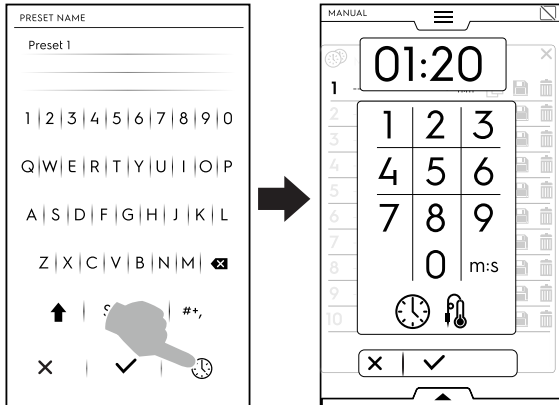 PRESET NAME
Preset 1
1 2 3 4 5 6 7 8 9 0
Q W E R T Y U I O P
A S D F G H J K L
Z X C V B N M
#+,
MANUAL
01:20
1
2
3
4
5
6
7
8
9
10
1 2 3
4 5 6
7 8 9
0 m:s